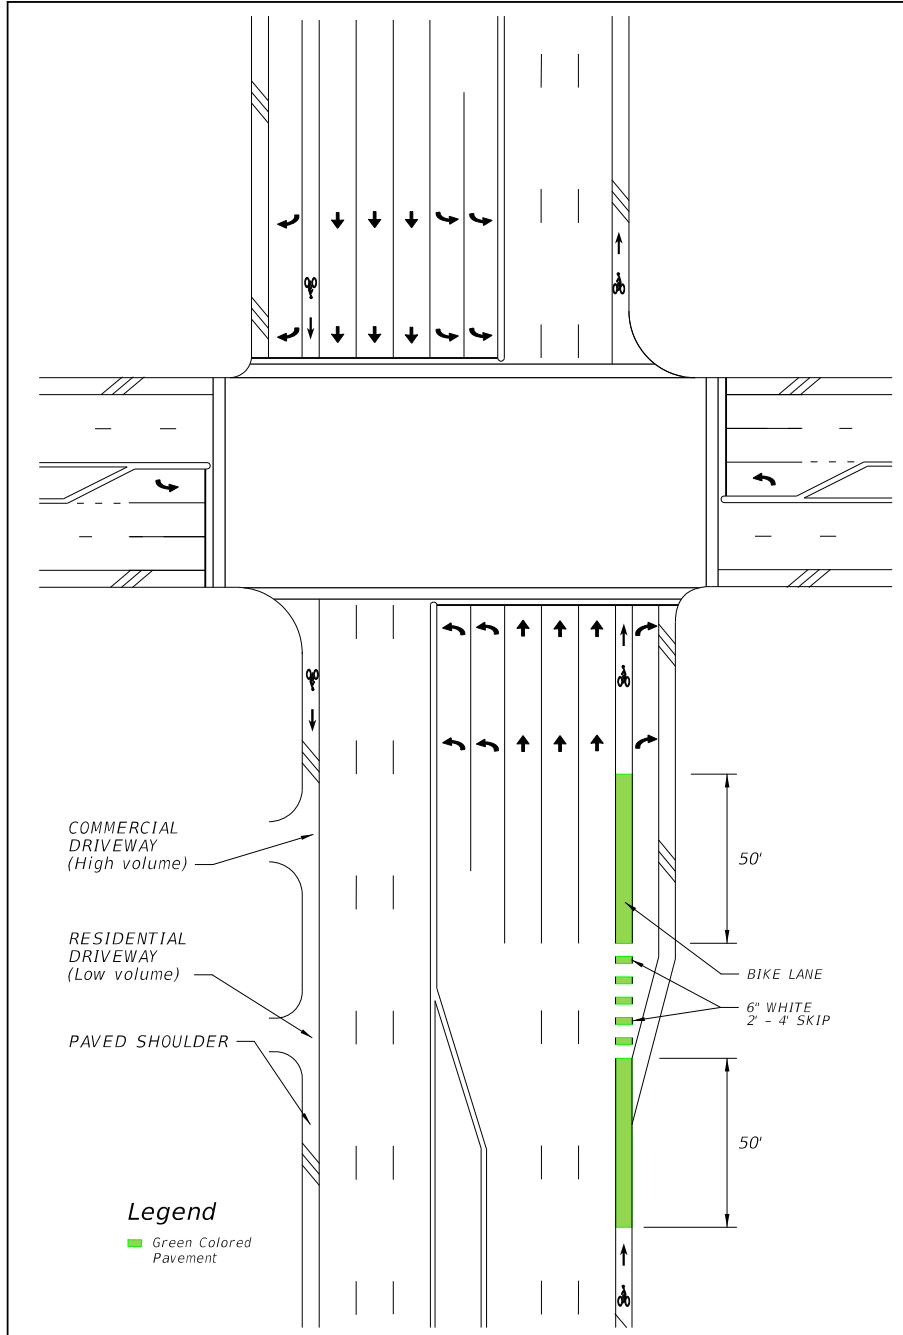 COMMERCIAL
DRIVEWAY
(High volume)
50'
RESIDENTIAL
DRIVEWAY
(Low volume)
BIKE LANE
6" WHITE
2' - 4' SKIP
PAVED SHOULDER
50'
Legend
Green Colored
Pavement